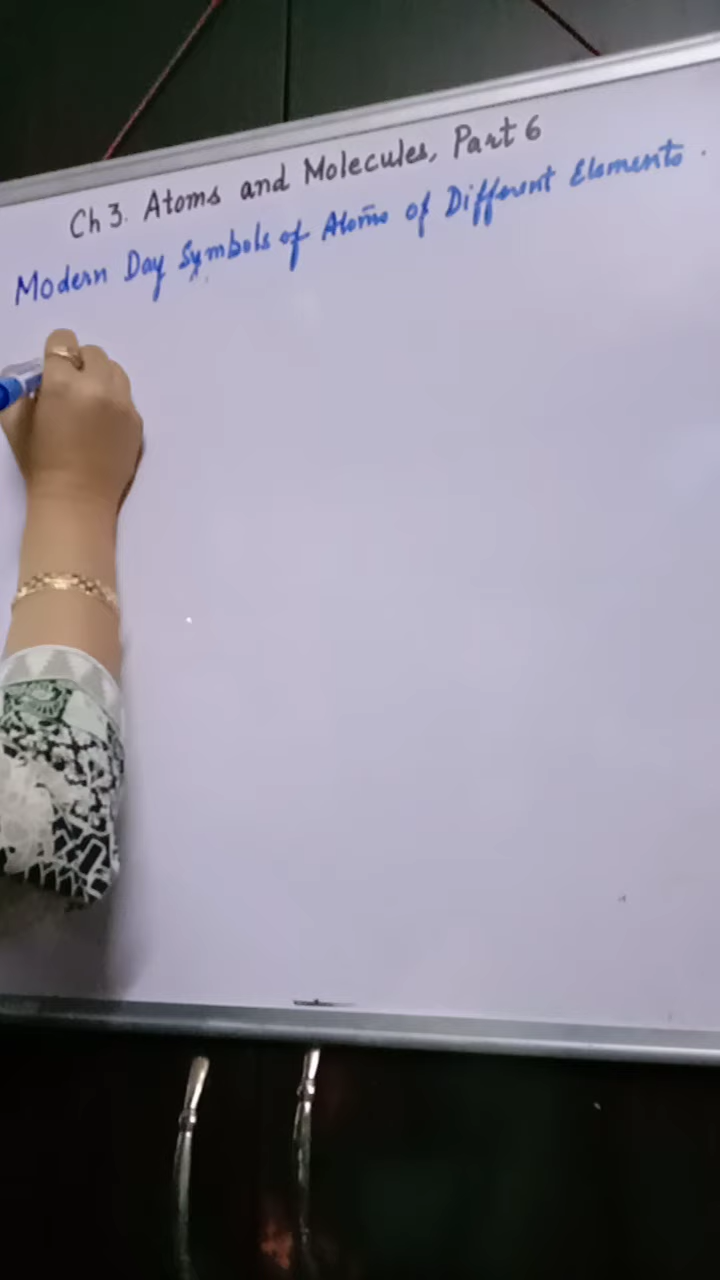 Ch 3. Atoms and Molecules, Part 6
Modern Day Symbols of Atoms of Different Elements.